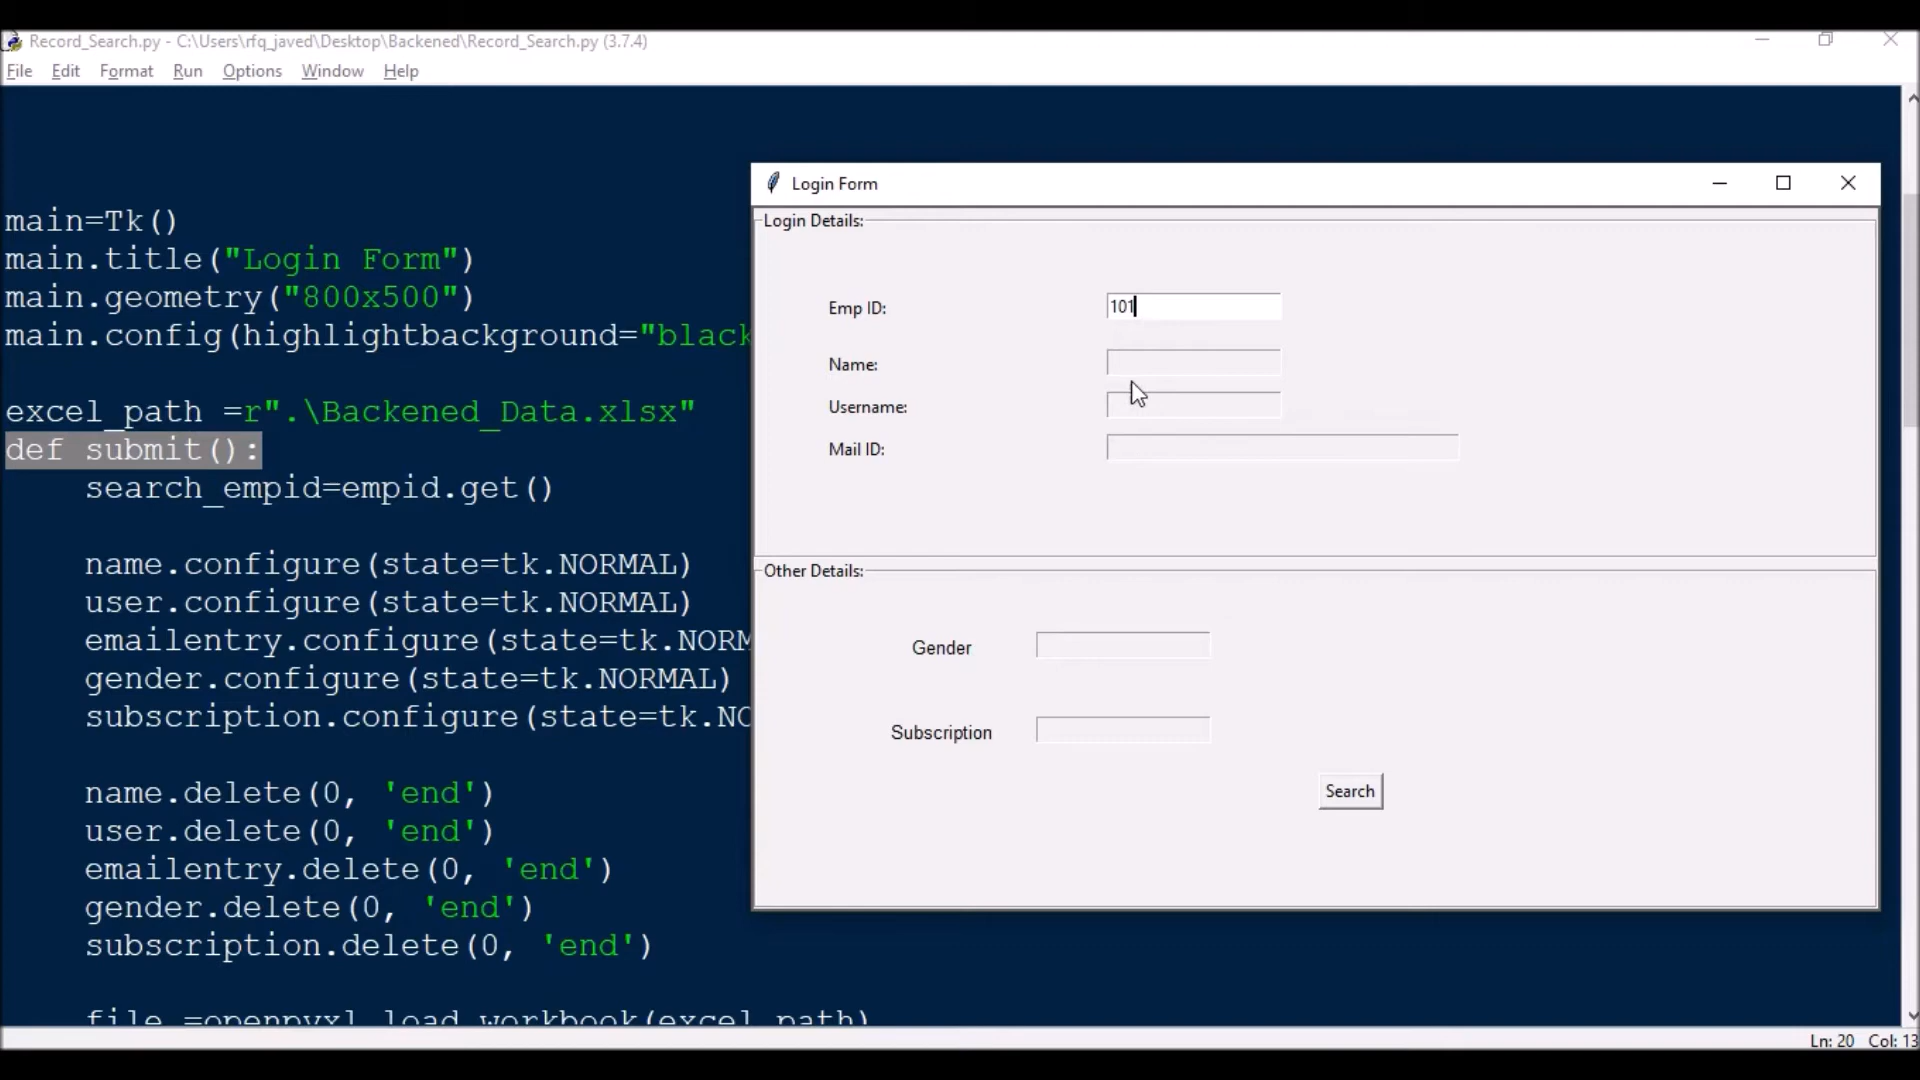 Record_Search.py - C:\Users\rfq_javed\Desktop\Backened\Record_Search.py (3.7.4)
File Edit Format Run Options Window Help
main=Tk()
main.title("Login Form")
main.geometry("800x500")
main.config(highlightbackground="black
excel_path =r".\Backened_Data.xlsx"
def submit():
search_empid=empid.get()
name.configure(state=tk.NORMAL)
user.configure(state=tk.NORMAL)
emailentry.configure(state=tk.NORM
gender.configure(state=tk.NORMAL)
subscription.configure(state=tk.NO
name.delete(0, 'end')
user.delete(0, 'end')
emailentry.delete(0, 'end')
gender.delete(0, 'end')
subscription.delete(0, 'end')
file =openpyxl.load_workbook(excel_path)
Login Form
Login Details:
Emp ID: 101
Name:
Username:
Mail ID:
Other Details:
Gender
Subscription
Search
Ln: 20 Col: 13